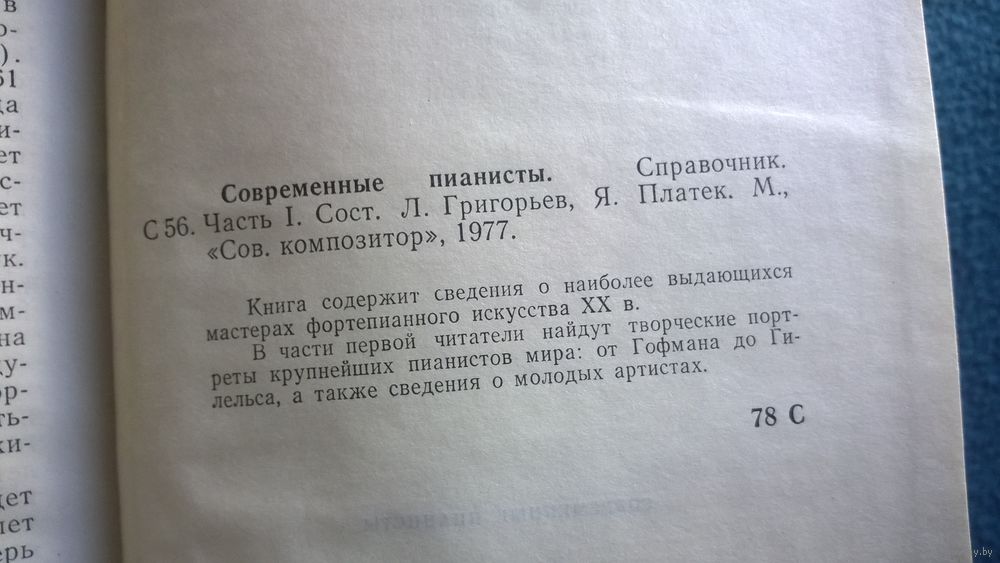 Современные пианисты. Справочник.
С 56. Часть I. Сост. Л. Григорьев, Я. Платек. М.,
«Сов. композитор», 1977.
Книга содержит сведения о наиболее выдающихся
мастерах фортепианного искусства XX в.
В части первой читатели найдут творческие порт-
реты крупнейших пианистов мира: от Гофмана до Ги-
лельса, а также сведения о молодых артистах.
78 С